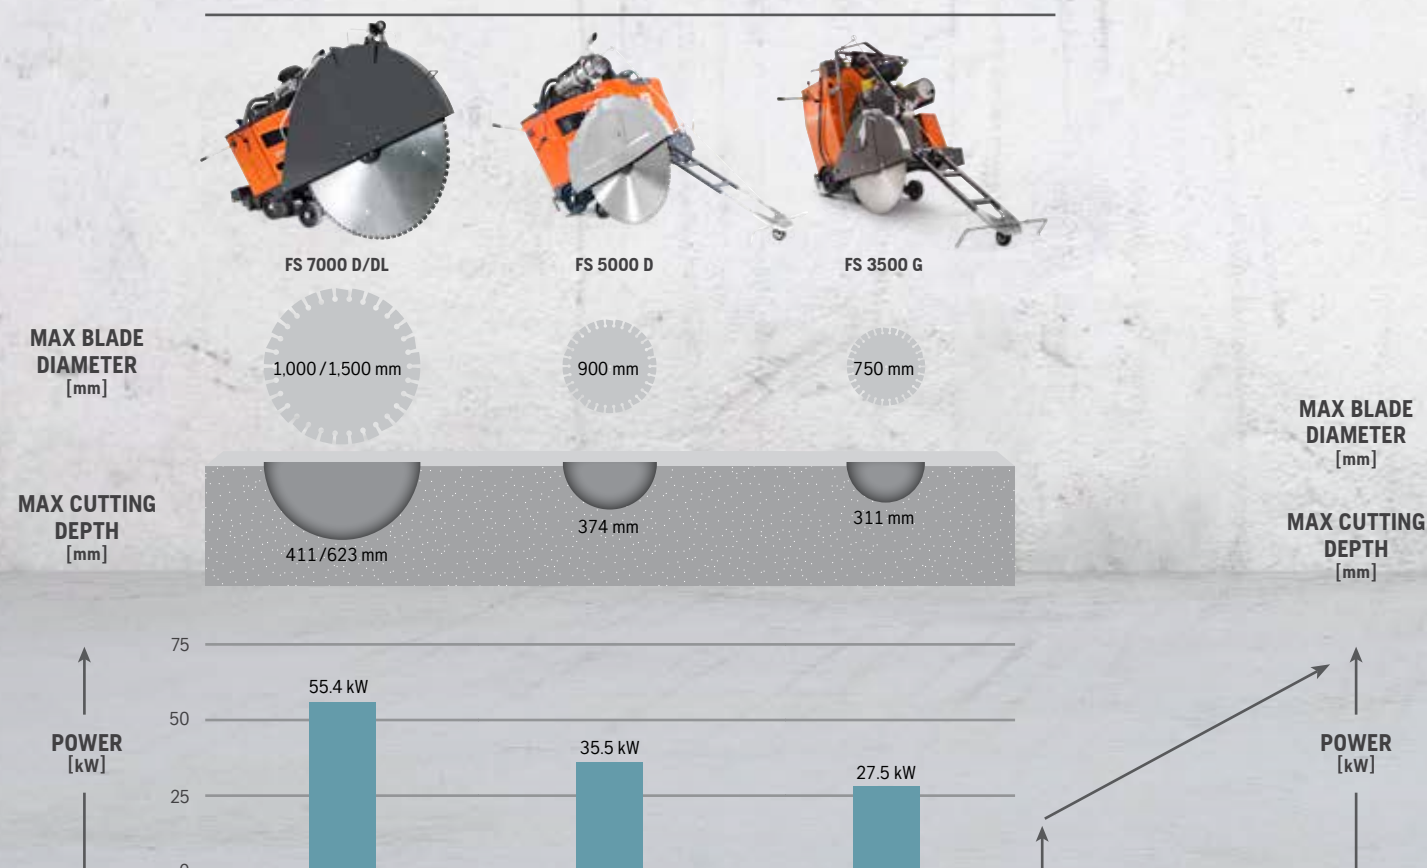 FS 7000 D/DL
FS 5000 D
FS 3500 G
MAX BLADE
DIAMETER
[mm]
1,000/1,500 mm
900 mm
750 mm
MAX CUTTING
DEPTH
[mm]
411/623 mm
374 mm
311 mm
MAX BLADE
DIAMETER
[mm]
MAX CUTTING
DEPTH
[mm]
75
50
25
POWER
[kW]
55.4 kW
35.5 kW
27.5 kW
POWER
[kW]